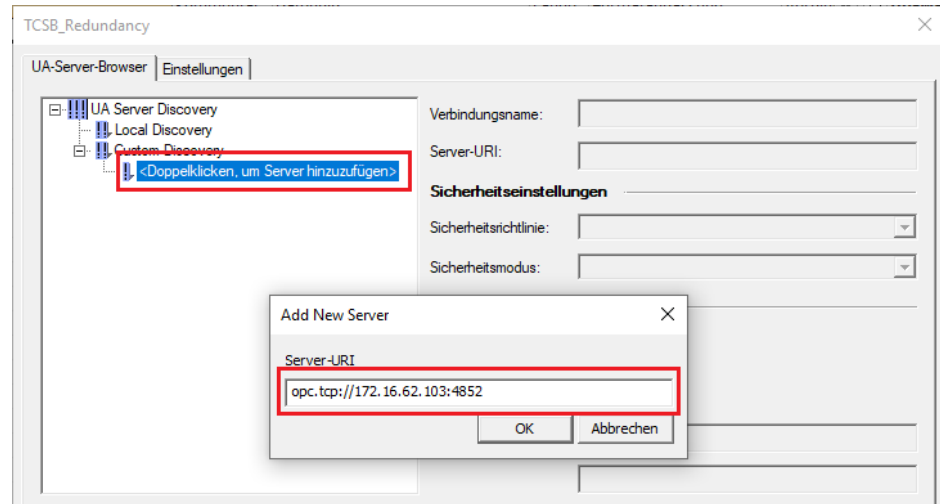 TCSB_Redundancy
UA-Server-Browser
Einstellungen
UA Server Discovery
Local Discovery
Custom Discovery
<Doppelklicken, um Server hinzuzufügen>
Verbindungsname:
Server-URI:
Sicherheitseinstellungen
Sicherheitsrichtlinie:
Sicherheitsmodus:
Add New Server
Server-URI
opc.tcp://172.16.62.103:4852
OK
Abbrechen